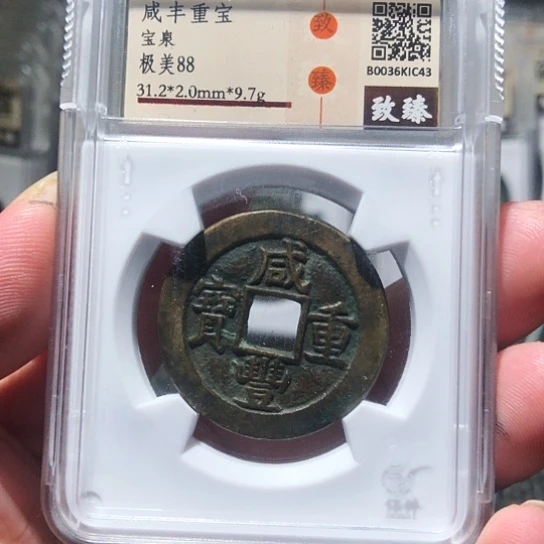 咸丰重宝
宝泉
极美88
31.2*2.0mm*9.7g
致
臻
B0036KIC43
致臻
咸
豐
重
寶